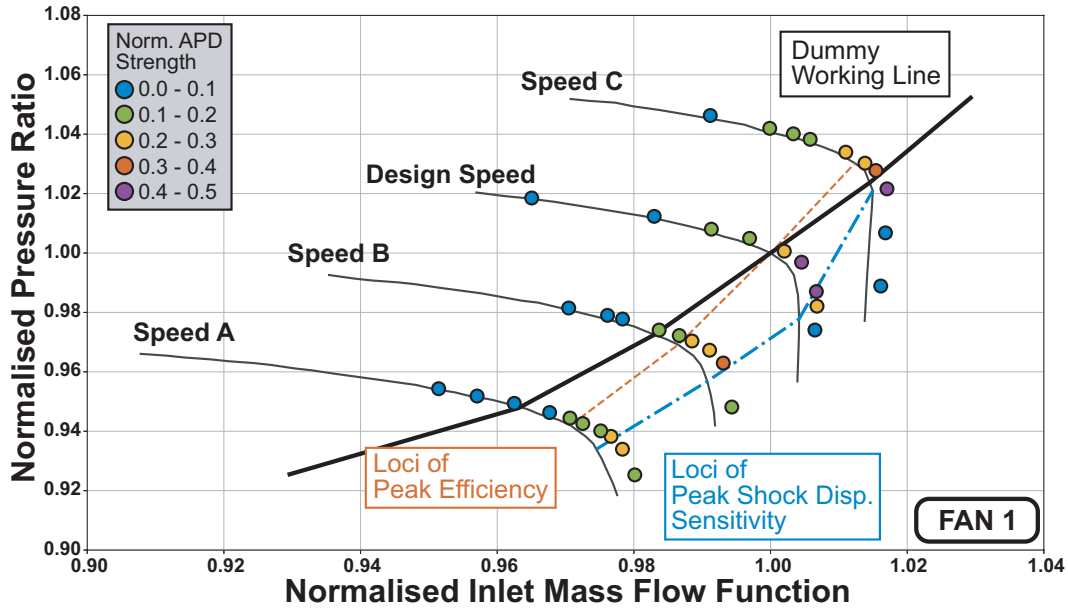 1.08
1.06
1.04
1.02
1.00
0.98
0.96
0.94
0.92
0.90
Normalised Pressure Ratio
Norm. APD
Strength
0.0 - 0.1
0.1 - 0.2
0.2 - 0.3
0.3 - 0.4
0.4 - 0.5
Speed C
Dummy
Working Line
Design Speed
Speed B
Speed A
Loci of
Peak Efficiency
Loci of
Peak Shock Disp.
Sensitivity
FAN 1
0.90
0.92
0.94
0.96
0.98
1.00
1.02
1.04
Normalised Inlet Mass Flow Function